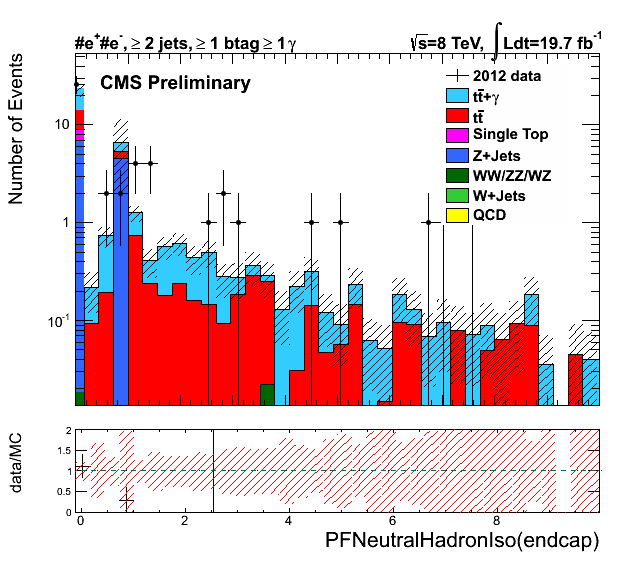 #e⁺#e⁻, ≥ 2 jets, ≥ 1 btag ≥ 1γ √s=8 TeV, ∫ Ldt=19.7 fb⁻¹
CMS Preliminary
2012 data
tt̄+γ
tt̄
Single Top
Z+Jets
WW/ZZ/WZ
W+Jets
QCD
Number of Events
10
1
10⁻¹
data/MC
2
1.5
1
0.5
0
0 2 4 6 8
PFNeutralHadronIso(endcap)